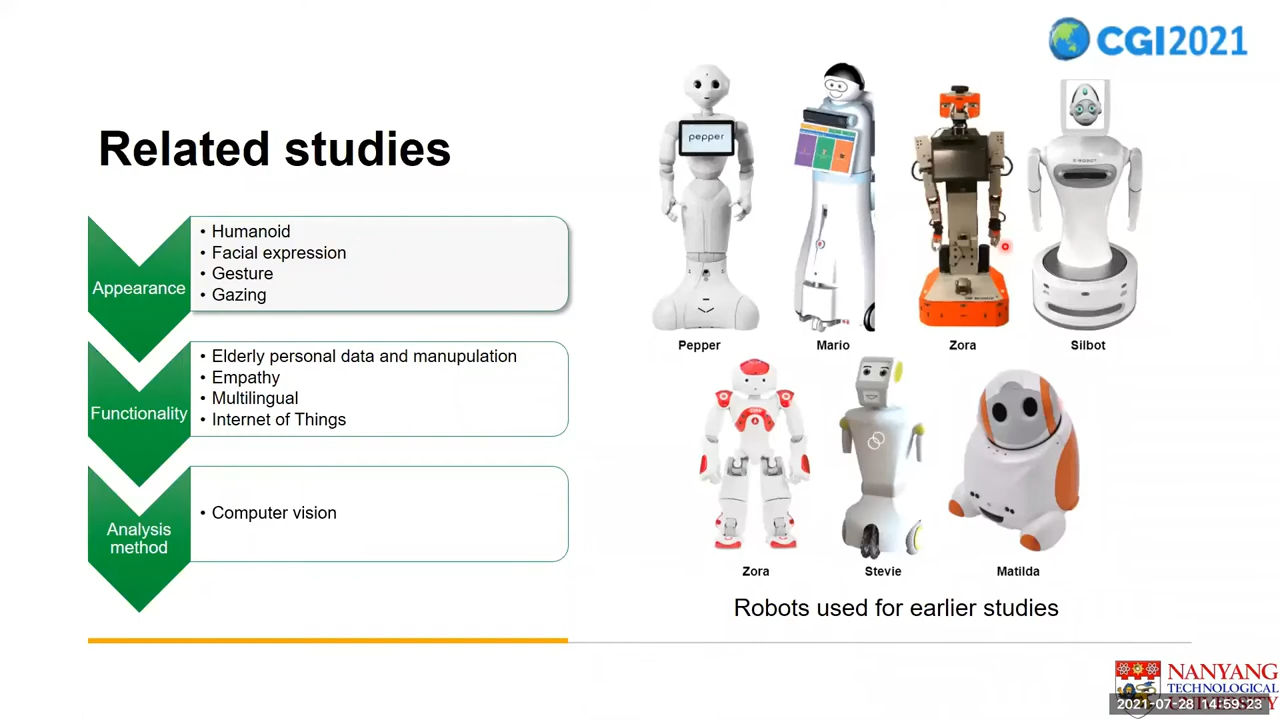 CGI2021
Related studies
Appearance
• Humanoid
• Facial expression
• Gesture
• Gazing
Functionality
• Elderly personal data and manupulation
• Empathy
• Multilingual
• Internet of Things
Analysis
method
• Computer vision
pepper
Pepper
Mario
Zora
Silbot
Zora
Stevie
Matilda
Robots used for earlier studies
NANYANG
TECHNOLOGICAL
UNIVERSITY
2021-07-28 14:59:23